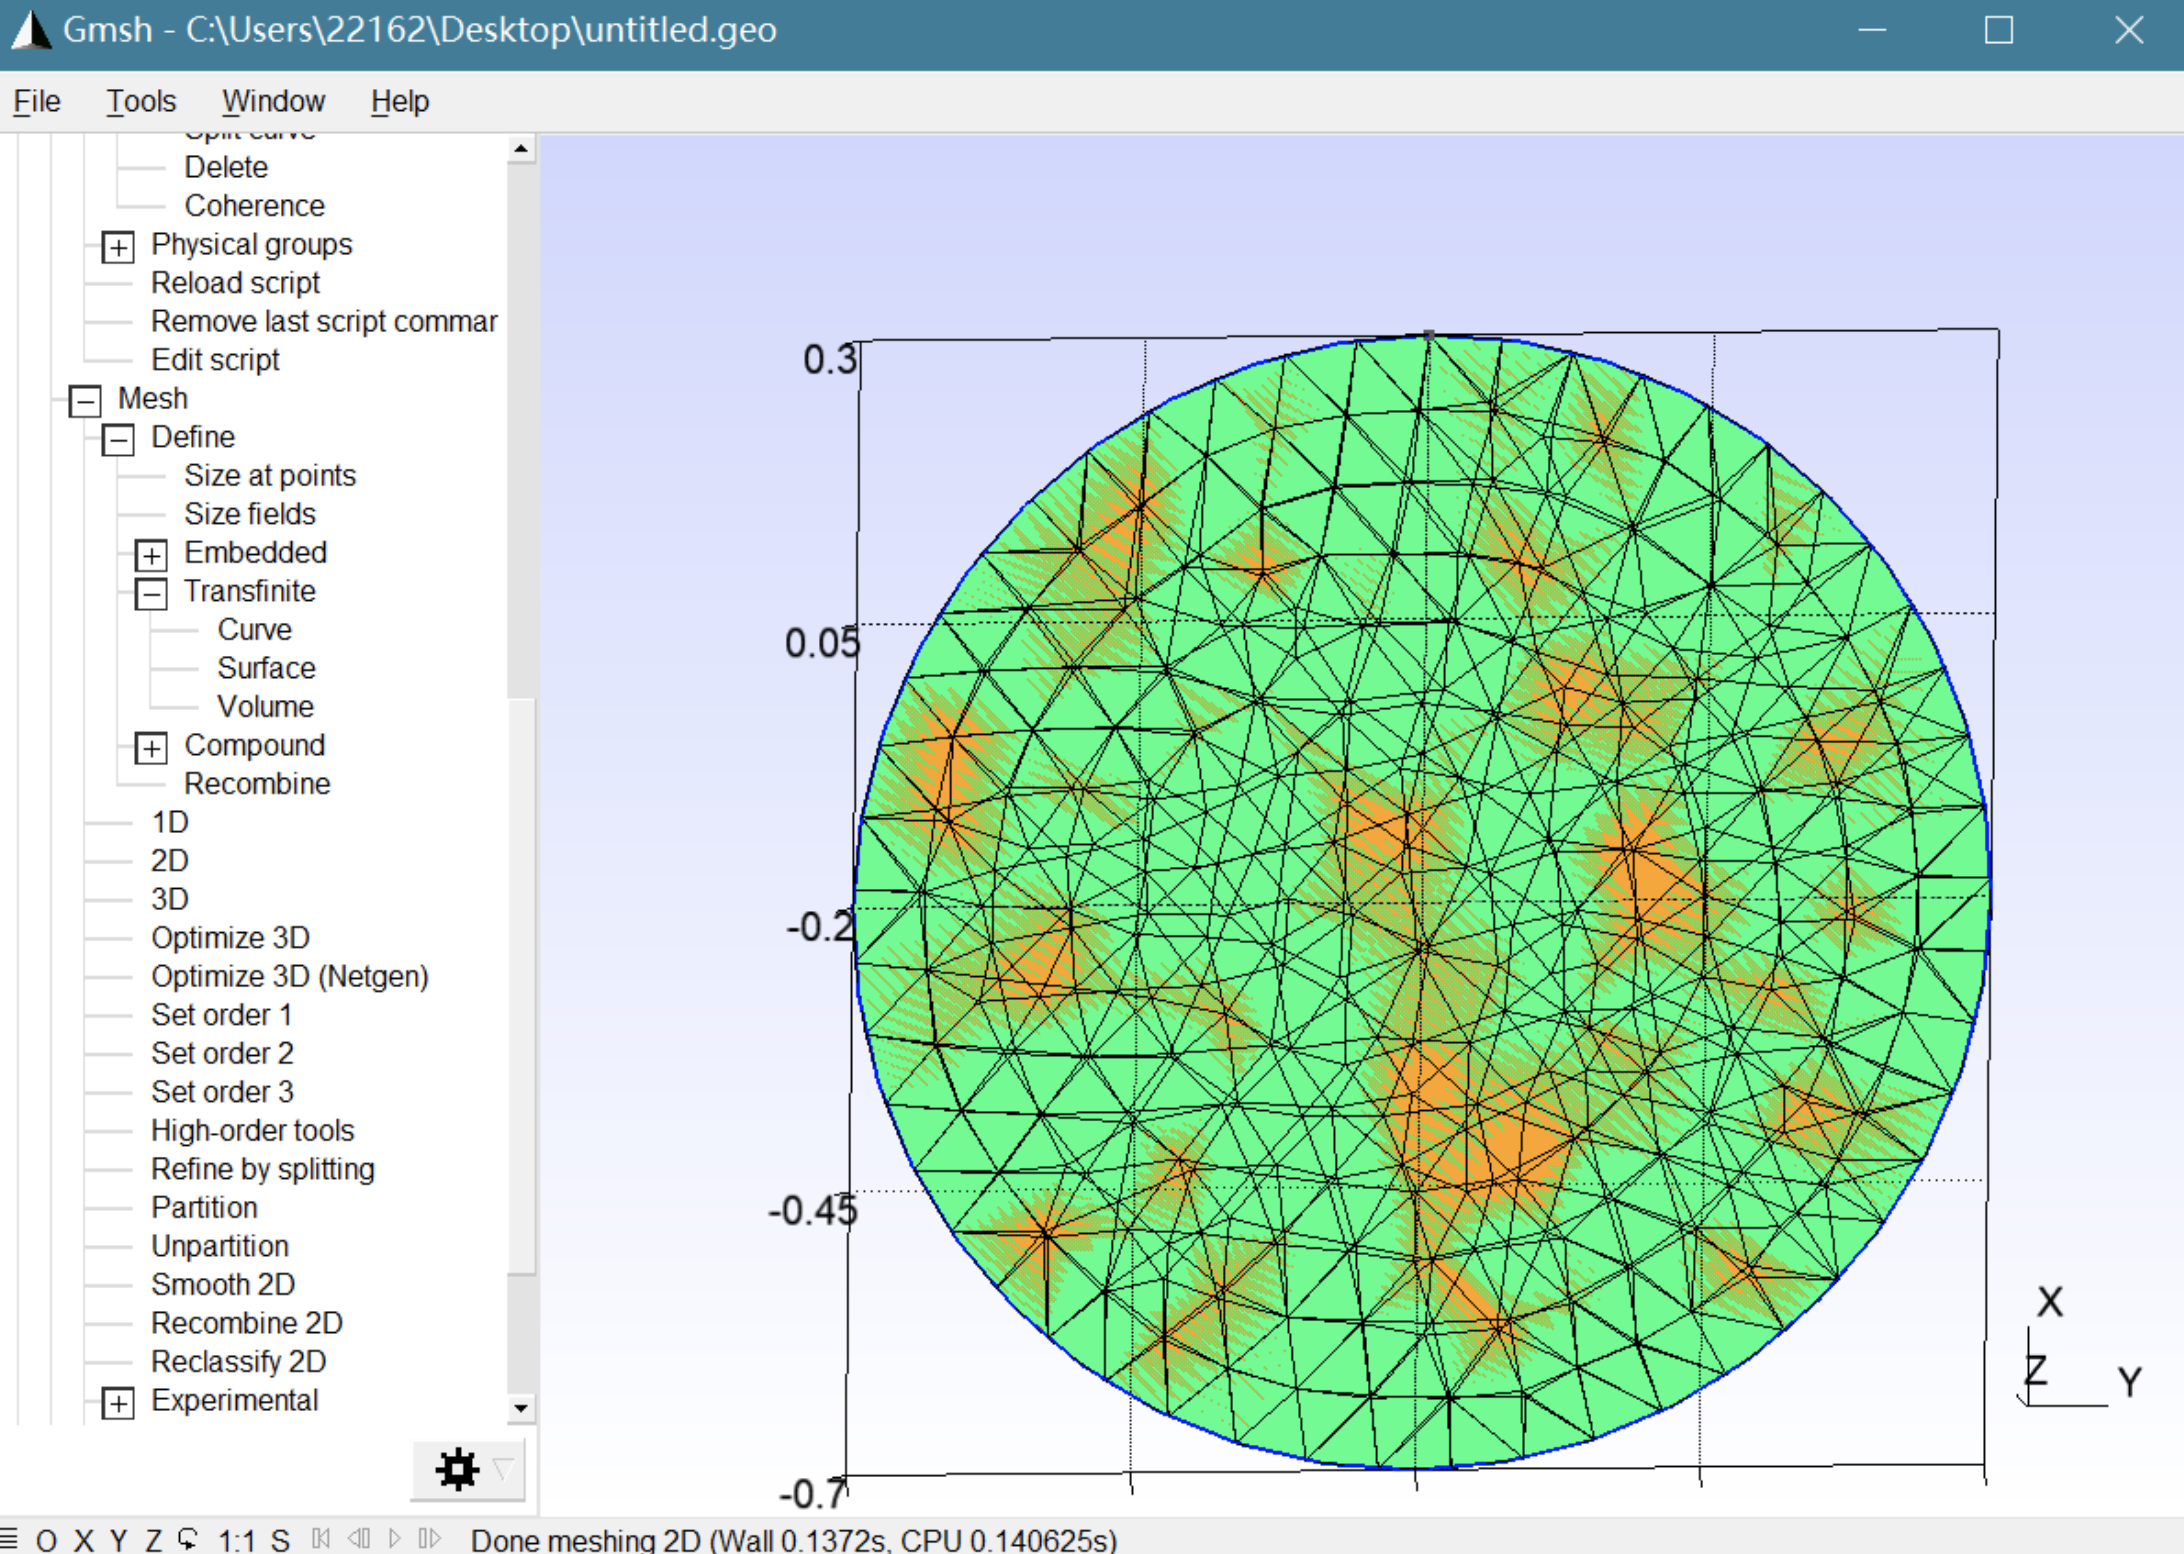 Gmsh - C:\Users\22162\Desktop\untitled.geo
File Tools Window Help
Split curve
Delete
Coherence
Physical groups
Reload script
Remove last script commar
Edit script
Mesh
Define
Size at points
Size fields
Embedded
Transfinite
Curve
Surface
Volume
Compound
Recombine
1D
2D
3D
Optimize 3D
Optimize 3D (Netgen)
Set order 1
Set order 2
Set order 3
High-order tools
Refine by splitting
Partition
Unpartition
Smooth 2D
Recombine 2D
Reclassify 2D
Experimental
0.3
0.05
-0.2
-0.45
-0.7
X
Z Y
O X Y Z 1:1 S Done meshing 2D (Wall 0.1372s, CPU 0.140625s)